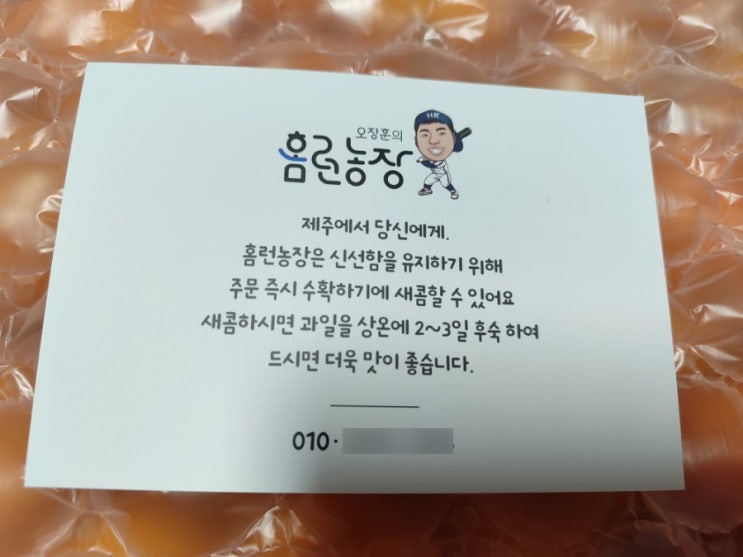 오장훈의
홈런농장
HR
제주에서 당신에게.
홈런농장은 신선함을 유지하기 위해
주문 즉시 수확하기에 새콤할 수 있어요
새콤하시면 과일을 상온에 2~3일 후숙 하여
드시면 더욱 맛이 좋습니다.
010·